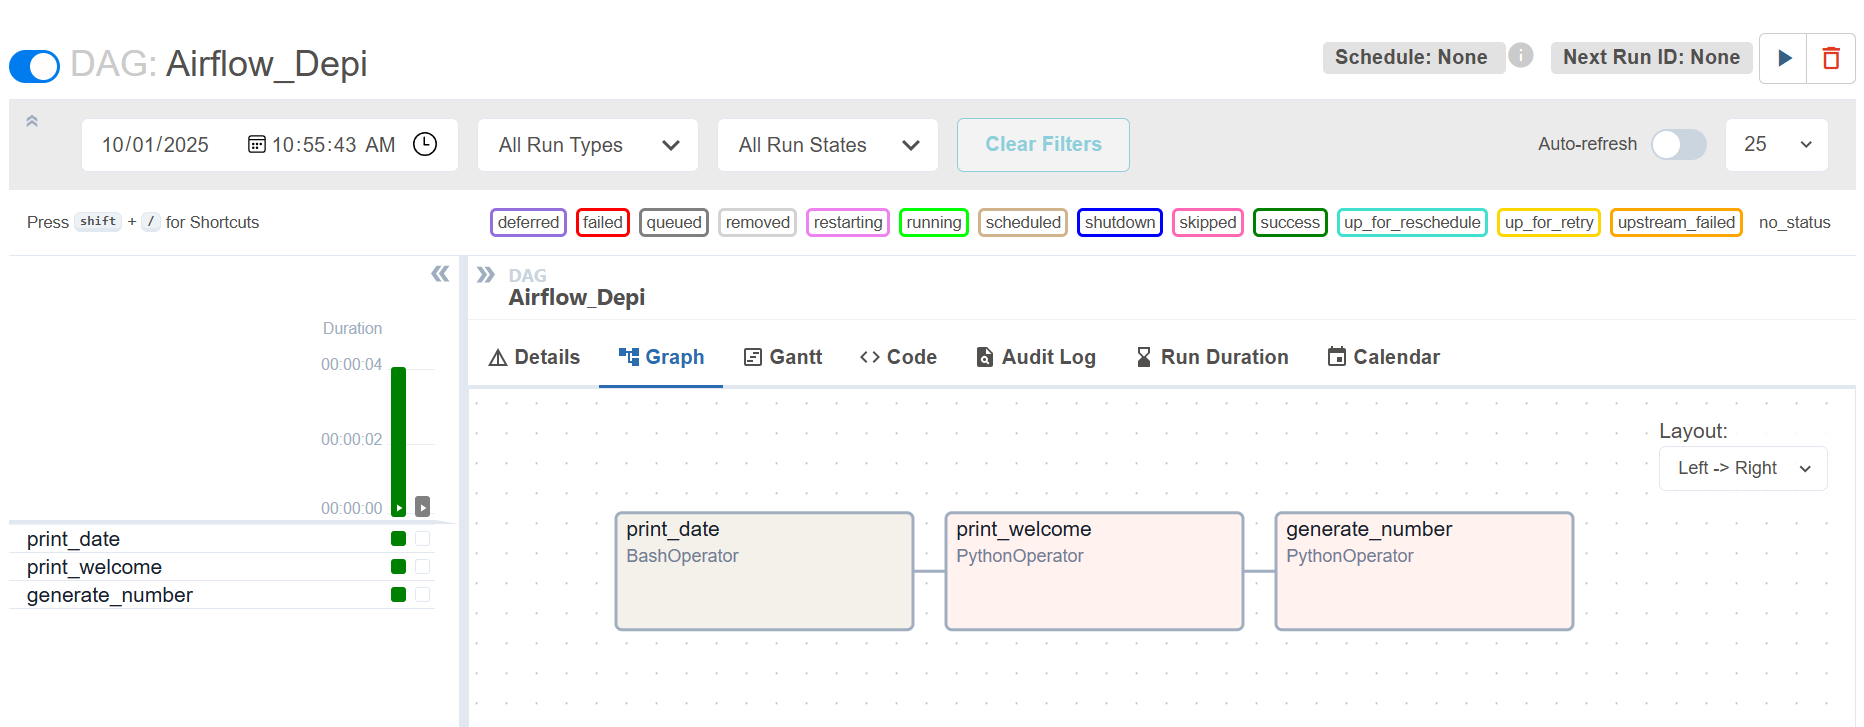 DAG: Airflow_Depi
Schedule: None
Next Run ID: None
10/01/2025 10:55:43 AM
All Run Types
All Run States
Clear Filters
Auto-refresh
25
Press shift + / for Shortcuts
deferred failed queued removed restarting running scheduled shutdown skipped success up_for_reschedule up_for_retry upstream_failed no_status
DAG
Airflow_Depi
Duration
00:00:04
00:00:02
00:00:00
print_date
print_welcome
generate_number
Details Graph Gantt Code Audit Log Run Duration Calendar
Layout:
Left -> Right
print_date
BashOperator
print_welcome
PythonOperator
generate_number
PythonOperator